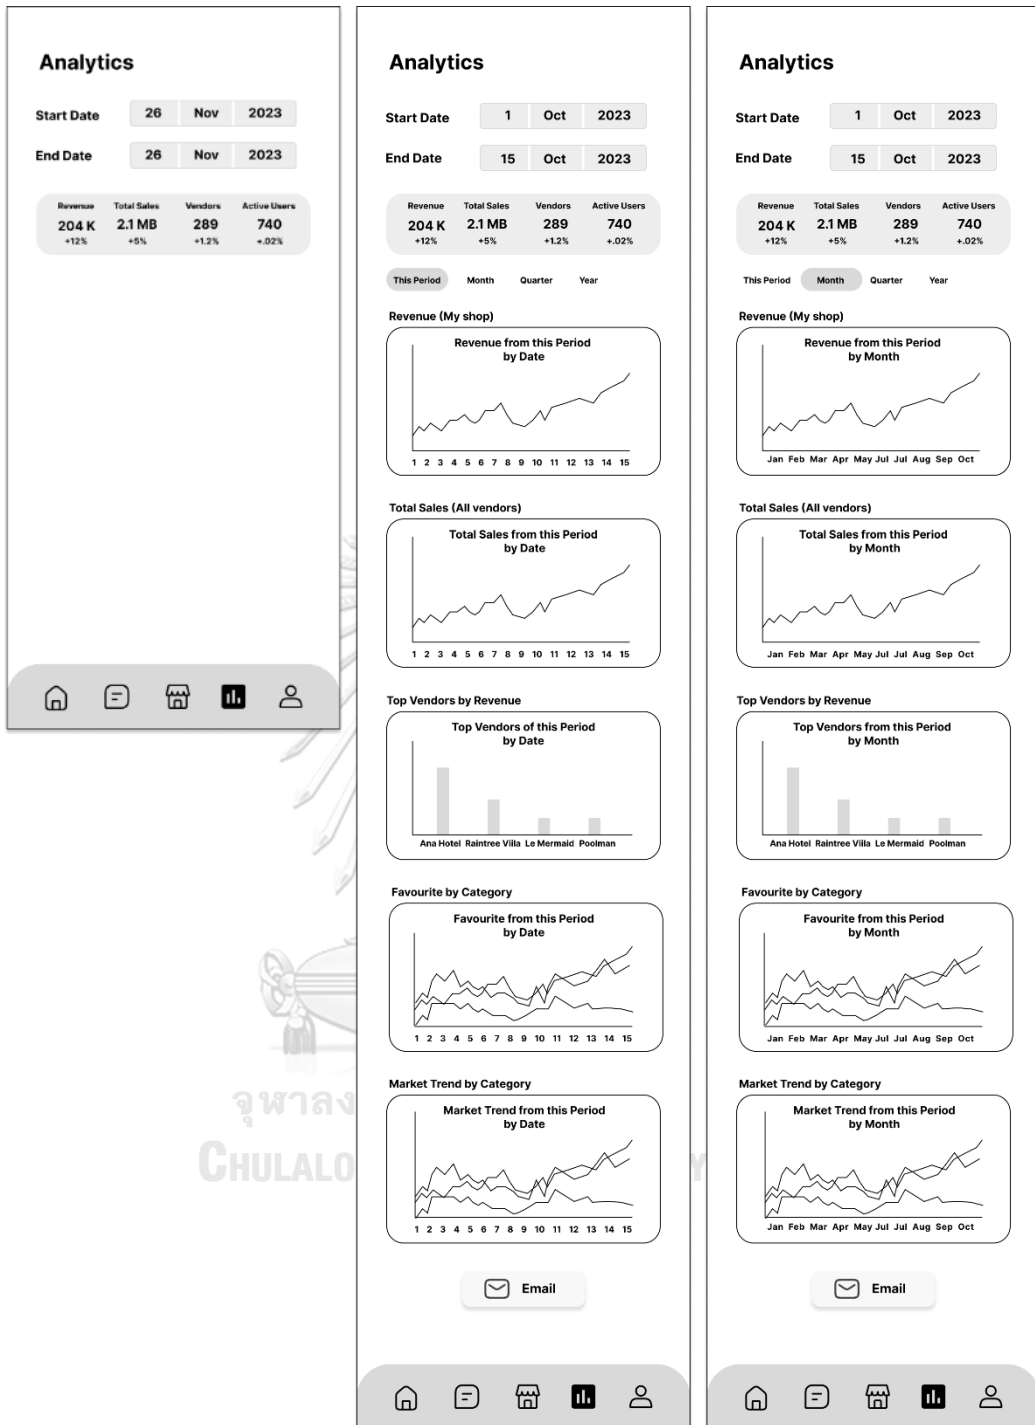 Analytics
Start Date 26 Nov 2023
End Date 26 Nov 2023
Revenue Total Sales Vendors Active Users
204 K 2.1 MB 289 740
+12% +5% +1.2% +.02%
Analytics
Start Date 1 Oct 2023
End Date 15 Oct 2023
Revenue Total Sales Vendors Active Users
204 K 2.1 MB 289 740
+12% +5% +1.2% +.02%
This Period Month Quarter Year
Revenue (My shop)
Revenue from this Period
by Date
1 2 3 4 5 6 7 8 9 10 11 12 13 14 15
Total Sales (All vendors)
Total Sales from this Period
by Date
1 2 3 4 5 6 7 8 9 10 11 12 13 14 15
Top Vendors by Revenue
Top Vendors of this Period
by Date
Ana Hotel Raintree Villa Le Mermaid Poolman
Favourite by Category
Favourite from this Period
by Date
1 2 3 4 5 6 7 8 9 10 11 12 13 14 15
Market Trend by Category
Market Trend from this Period
by Date
1 2 3 4 5 6 7 8 9 10 11 12 13 14 15
Email
Analytics
Start Date 1 Oct 2023
End Date 15 Oct 2023
Revenue Total Sales Vendors Active Users
204 K 2.1 MB 289 740
+12% +5% +1.2% +.02%
This Period Month Quarter Year
Revenue (My shop)
Revenue from this Period
by Month
Jan Feb Mar Apr May Jul Jul Aug Sep Oct
Total Sales (All vendors)
Total Sales from this Period
by Month
Jan Feb Mar Apr May Jul Jul Aug Sep Oct
Top Vendors by Revenue
Top Vendors from this Period
by Month
Ana Hotel Raintree Villa Le Mermaid Poolman
Favourite by Category
Favourite from this Period
by Month
Jan Feb Mar Apr May Jul Jul Aug Sep Oct
Market Trend by Category
Market Trend from this Period
by Month
Jan Feb Mar Apr May Jul Jul Aug Sep Oct
Email
จุฬาลง
CHULALO Y